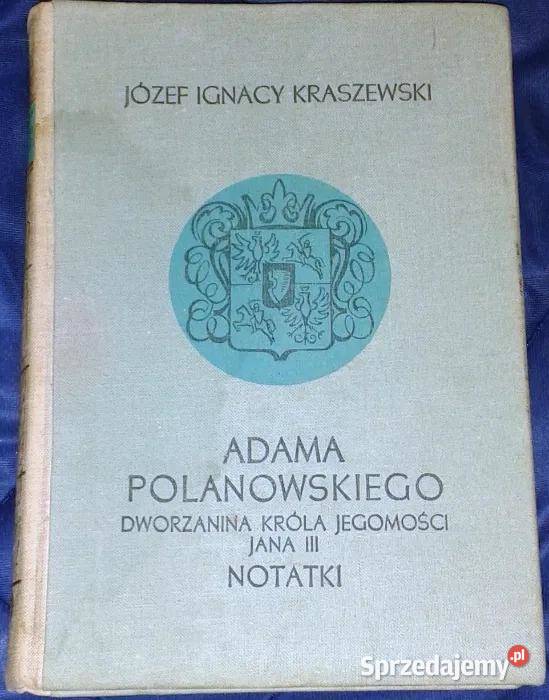 JÓZEF IGNACY KRASZEWSKI
ADAMA
POLANOWSKIEGO
DWORZANINA KRÓLA JEGOMOŚCI
JANA III
NOTATKI
Sprzedajemy.pl